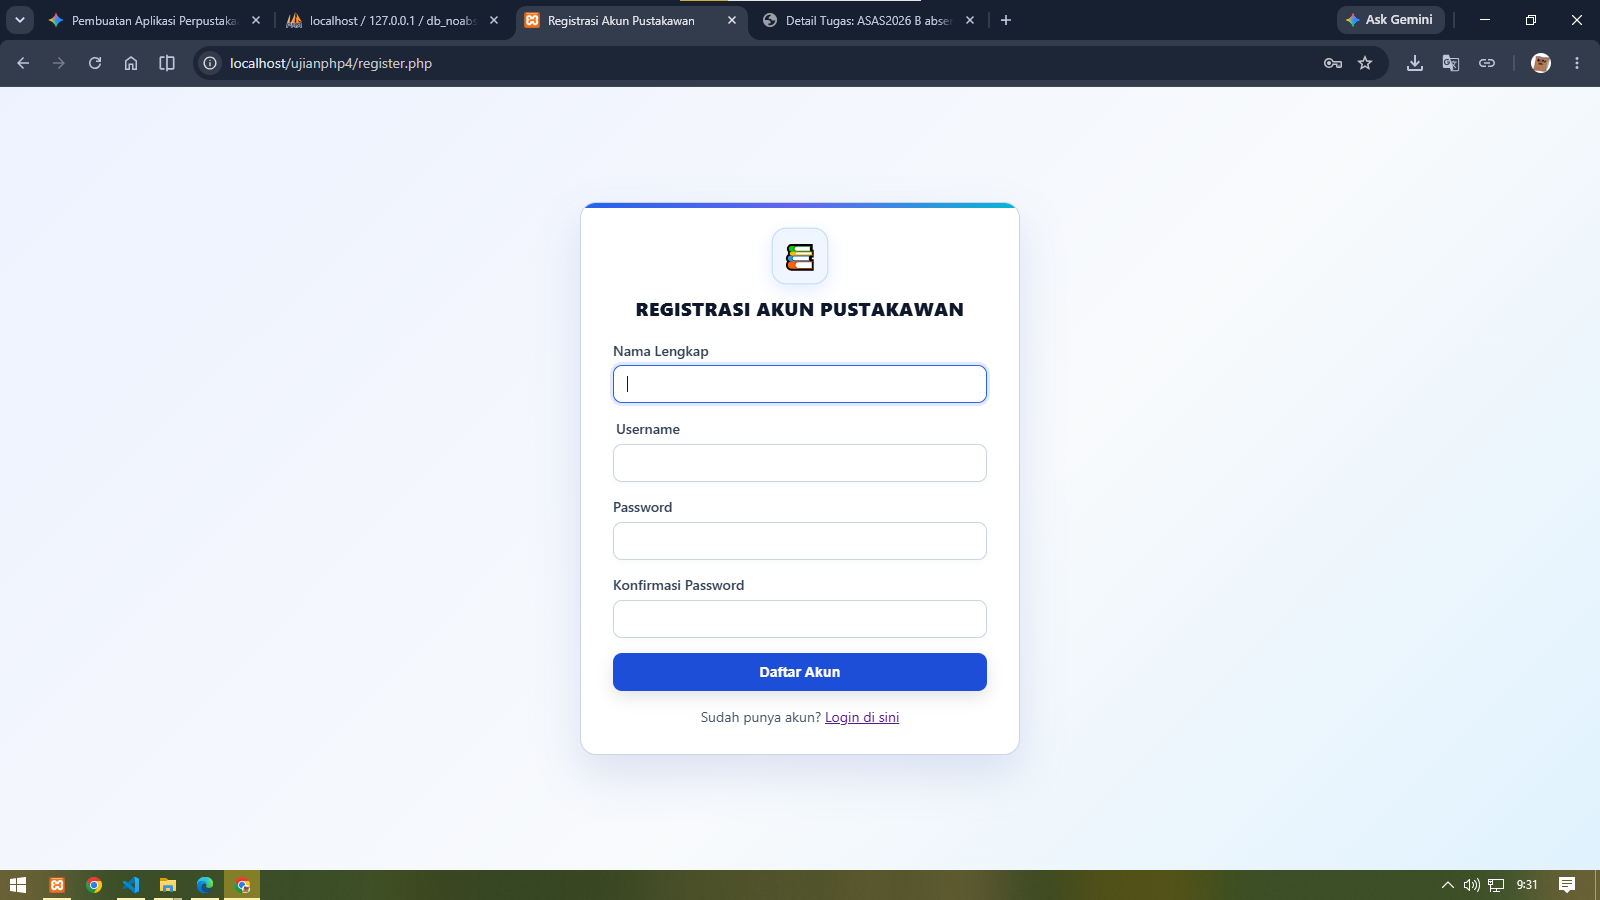 Pembuatan Aplikasi Perpustaka
localhost / 127.0.0.1 / db_noabs
Registrasi Akun Pustakawan
Detail Tugas: ASAS2026 B absen
Ask Gemini
localhost/ujianphp4/register.php
REGISTRASI AKUN PUSTAKAWAN
Nama Lengkap
Username
Password
Konfirmasi Password
Daftar Akun
Sudah punya akun? Login di sini
9:31